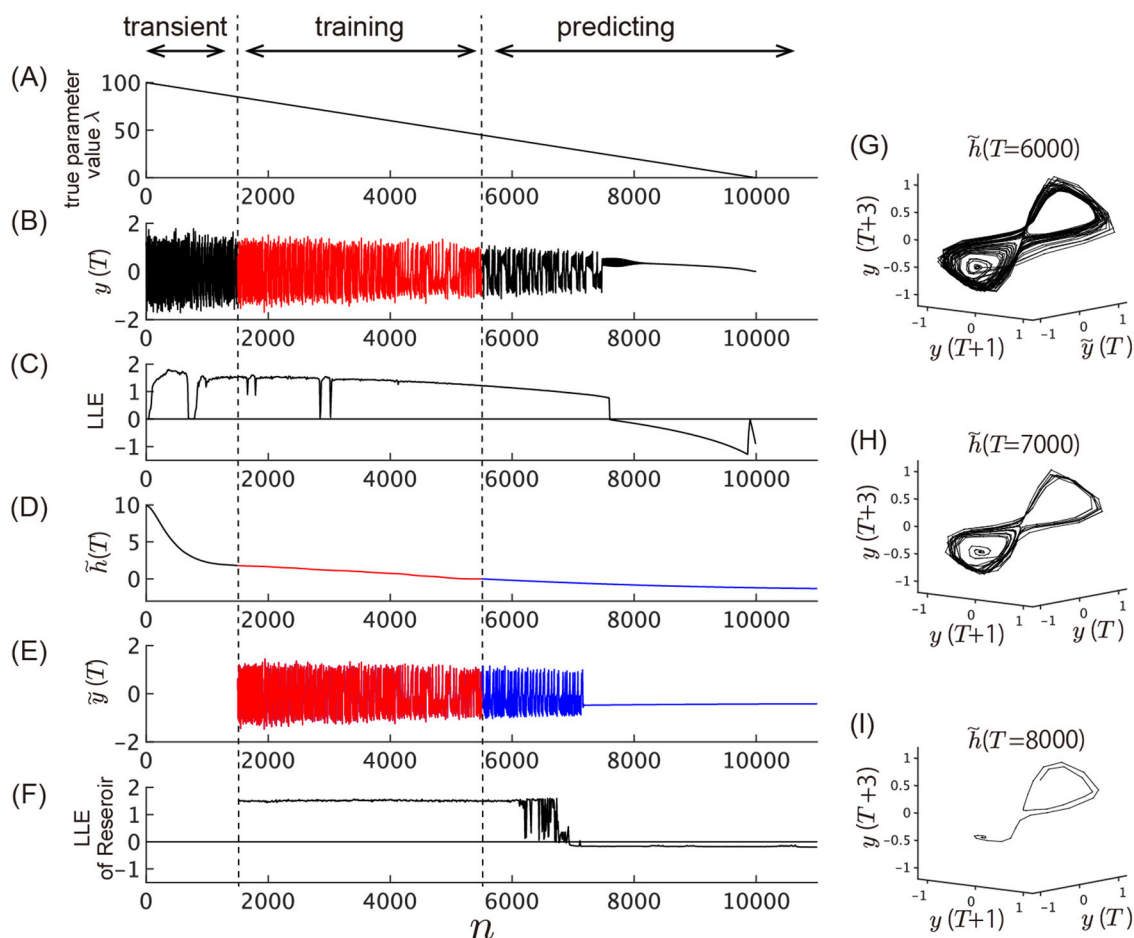 transient
training
predicting
(A)
true parameter
value λ
100
50
0
0 2000 4000 6000 8000 10000
(B)
y (T)
2
0
−2
0 2000 4000 6000 8000 10000
(C)
LLE
2
1
0
−1
0 2000 4000 6000 8000 10000
(D)
h̃(T)
10
5
0
0 2000 4000 6000 8000 10000
(E)
ỹ (T)
2
0
−2
0 2000 4000 6000 8000 10000
(F)
LLE
of Reseroir
2
1
0
−1
0 2000 4000 6000 8000 10000
n
(G)
h̃(T=6000)
y (T+3)
1
0.5
0
−0.5
−1
−1 0 1
y (T+1)
−1 0 1
ỹ (T)
(H)
h̃(T=7000)
y (T+3)
1
0.5
0
−0.5
−1
−1 0 1
y (T+1)
−1 0 1
y (T)
(I)
h̃(T=8000)
y (T+3)
1
0.5
0
−0.5
−1
−1 0 1
y (T+1)
−1 0 1
y (T)